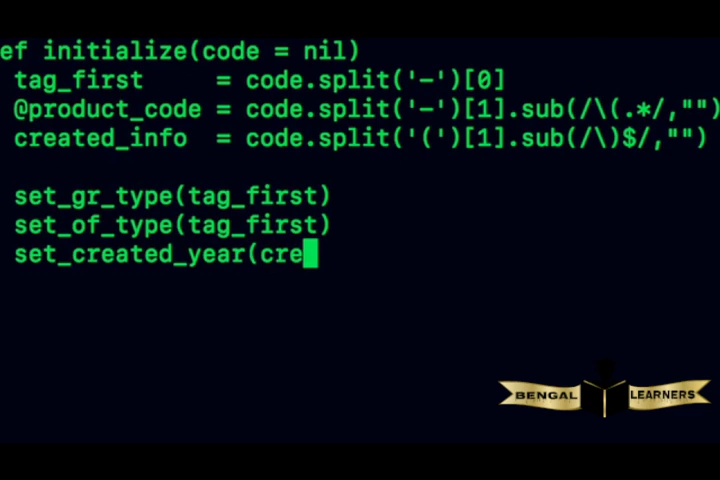 ef initialize(code = nil)
tag_first     = code.split('-')[0]
@product_code = code.split('-')[1].sub(/\(.*/,"")
created_info  = code.split('(')[1].sub(/\)$/,"")
set_gr_type(tag_first)
set_of_type(tag_first)
set_created_year(cre
BENGAL LEARNERS